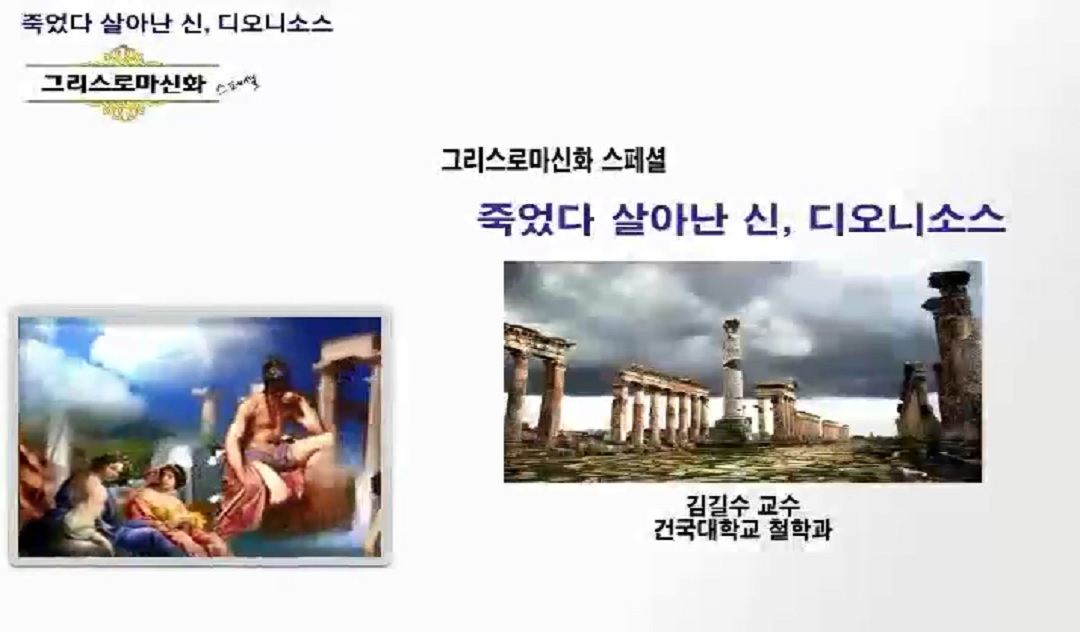 죽었다 살아난 신, 디오니소스
그리스로마신화 스페셜
그리스로마신화 스페셜
죽었다 살아난 신, 디오니소스
김길수 교수
건국대학교 철학과